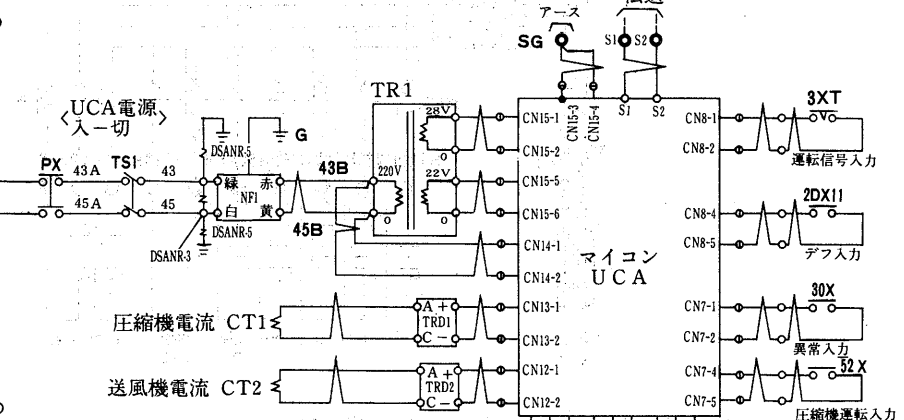 アース
SG
S1 S2
TR1
28V
0
220V
22V
0
0
〈UCA電源〉
入ー切
PX
43A
TS1
43
45A
45
DSANR-5
G
緑 赤
NF1
白 黄
DSANR-5
DSANR-3
43B
45B
CN15-3
CN15-4
S1
S2
CN15-1
CN15-2
CN15-5
CN15-6
CN14-1
CN14-2
CN13-1
CN13-2
CN12-1
CN12-2
マイコン
UCA
圧縮機電流 CT1
A +
TRD1
C -
送風機電流 CT2
A +
TRD2
C -
CN8-1
CN8-2
3XT
運転信号入力
CN8-4
CN8-5
2DX11
デフ入力
CN7-1
CN7-2
30X
異常入力
CN7-4
CN7-5
52X
圧縮機運転入力